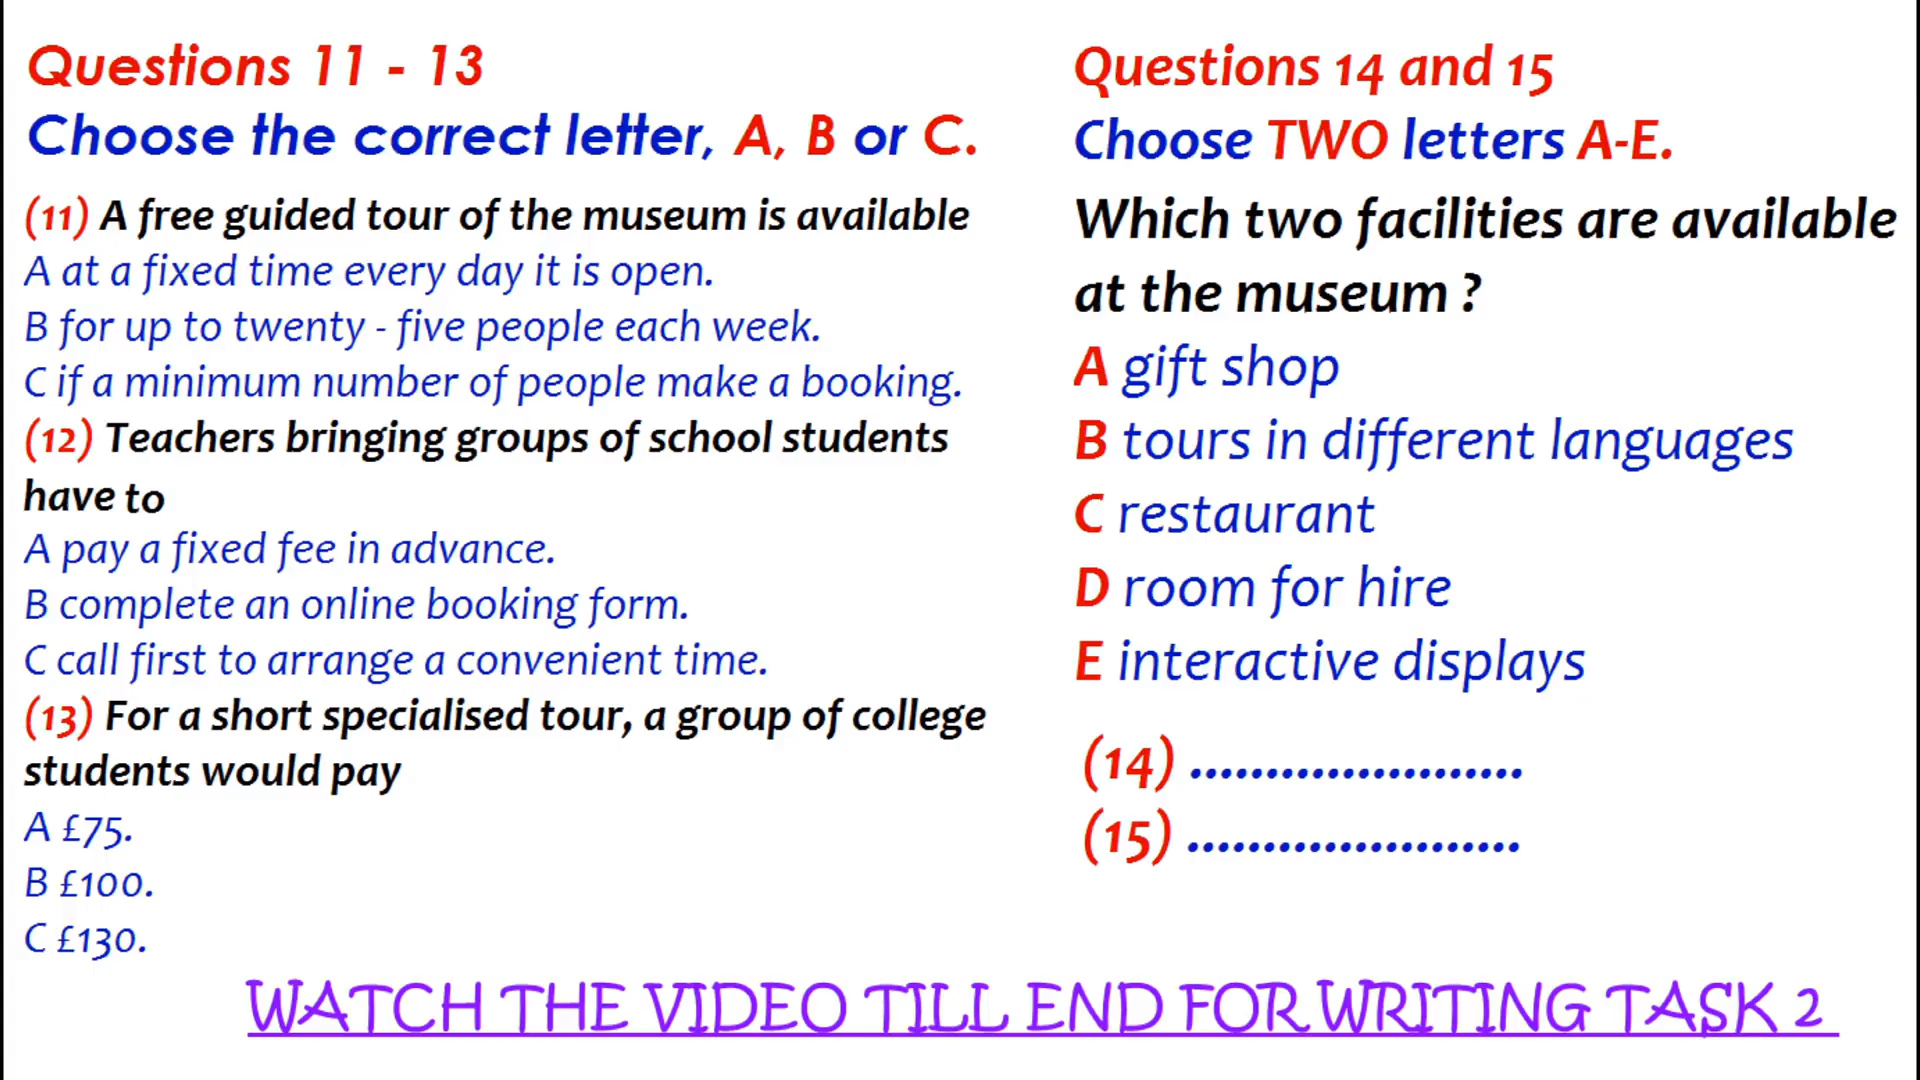 Questions 11 - 13
Choose the correct letter, A, B or C.
(11) A free guided tour of the museum is available
A at a fixed time every day it is open.
B for up to twenty - five people each week.
C if a minimum number of people make a booking.
(12) Teachers bringing groups of school students
have to
A pay a fixed fee in advance.
B complete an online booking form.
C call first to arrange a convenient time.
(13) For a short specialised tour, a group of college
students would pay
A £75.
B £100.
C £130.
Questions 14 and 15
Choose TWO letters A-E.
Which two facilities are available
at the museum ?
A gift shop
B tours in different languages
C restaurant
D room for hire
E interactive displays
(14) ......................
(15) ......................
WATCH THE VIDEO TILL END FOR WRITING TASK 2